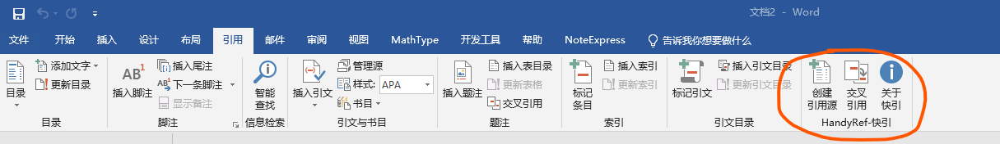 文档2 - Word
文件 开始 插入 设计 布局 引用 邮件 审阅 视图 MathType 开发工具 帮助 NoteExpress 告诉我你想要做什么
目录
添加文字
更新目录
目录
AB¹
插入脚注
插入尾注
下一条脚注
显示备注
脚注
智能
查找
信息检索
插入引文
管理源
样式: APA
书目
引文与书目
插入题注
插入表目录
更新表格
交叉引用
题注
标记
条目
插入索引
更新索引
索引
标记引文
插入引文目录
更新引文目录
引文目录
创建
引用源
交叉
引用
关于
快引
HandyRef-快引